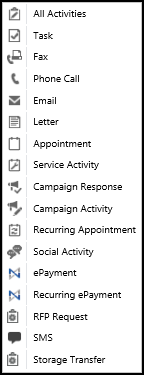 All Activities
Task
Fax
Phone Call
Email
Letter
Appointment
Service Activity
Campaign Response
Campaign Activity
Recurring Appointment
Social Activity
ePayment
Recurring ePayment
RFP Request
SMS
Storage Transfer